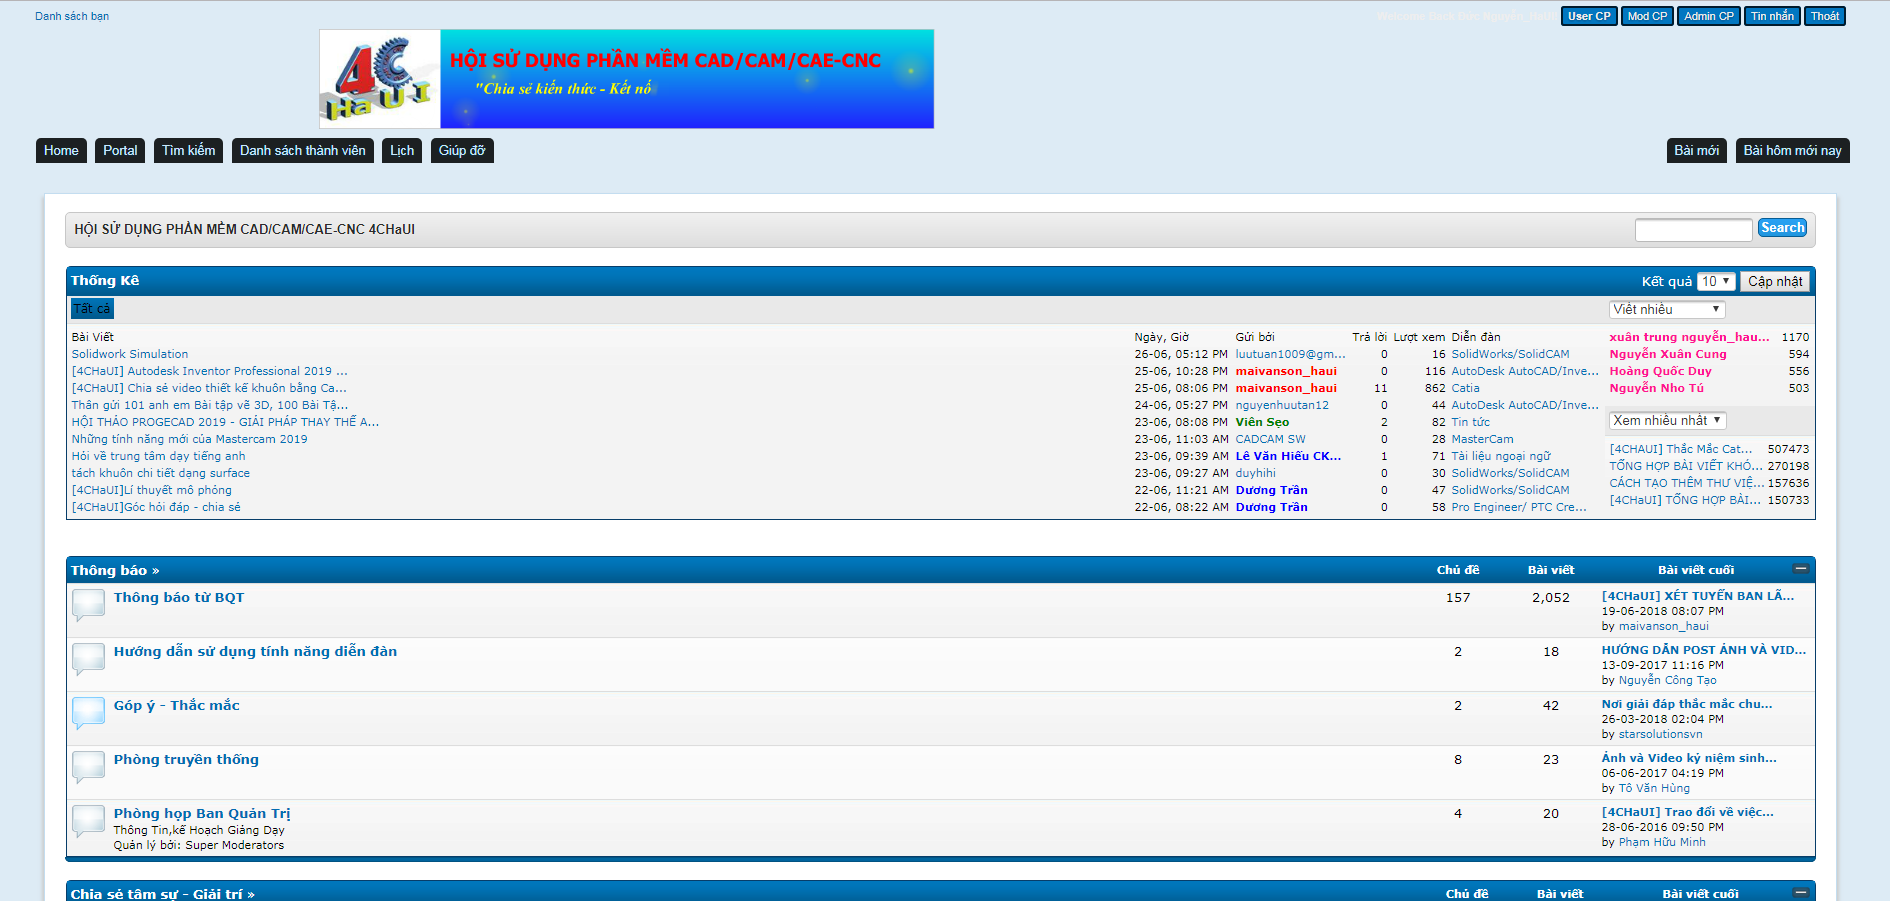 Danh sách bạn
User CP Mod CP Admin CP Tin nhắn Thoát
4C HaUI
HỘI SỬ DỤNG PHẦN MỀM CAD/CAM/CAE-CNC
"Chia sẻ kiến thức - Kết nố
Home Portal Tìm kiếm Danh sách thành viên Lịch Giúp đỡ Bài mới Bài hôm mới nay
HỘI SỬ DỤNG PHẦN MỀM CAD/CAM/CAE-CNC 4CHaUI Search
Thống Kê Kết quả 10 Cập nhật
Tất cả Viết nhiều
Bài Viết Ngày, Giờ Gửi bởi Trả lời Lượt xem Diễn đàn xuân trung nguyễn_hau... 1170
Solidwork Simulation 26-06, 05:12 PM luutuan1009@gm... 0 16 SolidWorks/SolidCAM Nguyễn Xuân Cung 594
[4CHaUI] Autodesk Inventor Professional 2019 ... 25-06, 10:28 PM maivanson_haui 0 116 AutoDesk AutoCAD/Inve... Hoàng Quốc Duy 556
[4CHaUI] Chia sẻ video thiết kế khuôn bằng Ca... 25-06, 08:06 PM maivanson_haui 11 862 Catia Nguyễn Nho Tú 503
Thân gửi 101 anh em Bài tập vẽ 3D, 100 Bài Tậ... 24-06, 05:27 PM nguyenhuutan12 0 44 AutoDesk AutoCAD/Inve...
HỘI THẢO PROGECAD 2019 - GIẢI PHÁP THAY THẾ A... 23-06, 08:08 PM Viên Sẹo 2 82 Tin tức Xem nhiều nhất
Những tính năng mới của Mastercam 2019 23-06, 11:03 AM CADCAM SW 0 28 MasterCam
Hỏi về trung tâm dạy tiếng anh 23-06, 09:39 AM Lê Văn Hiếu CK... 1 71 Tài liệu ngoại ngữ [4CHAUI] Thắc Mắc Cat... 507473
tách khuôn chi tiết dạng surface 23-06, 09:27 AM duyhihi 0 30 SolidWorks/SolidCAM TỔNG HỢP BÀI VIẾT KHÓ... 270198
[4CHaUI]Lí thuyết mô phỏng 22-06, 11:21 AM Dương Trần 0 47 SolidWorks/SolidCAM CÁCH TẠO THÊM THƯ VIỆ... 157636
[4CHaUI]Góc hỏi đáp - chia sẻ 22-06, 08:22 AM Dương Trần 0 58 Pro Engineer/ PTC Cre... [4CHaUI] TỔNG HỢP BÀI... 150733
Thông báo » Chủ đề Bài viết Bài viết cuối
Thông báo từ BQT 157 2,052 [4CHaUI] XÉT TUYỂN BAN LÃ...
19-06-2018 08:07 PM
by maivanson_haui
Hướng dẫn sử dụng tính năng diễn đàn 2 18 HƯỚNG DẪN POST ẢNH VÀ VID...
13-09-2017 11:16 PM
by Nguyễn Công Tạo
Góp ý - Thắc mắc 2 42 Nơi giải đáp thắc mắc chu...
26-03-2018 02:04 PM
by starsolutionsvn
Phòng truyền thống 8 23 Ảnh và Video kỷ niệm sinh...
06-06-2017 04:19 PM
by Tô Văn Hùng
Phòng họp Ban Quản Trị 4 20 [4CHaUI] Trao đổi về việc...
Thông Tin,kế Hoạch Giảng Dạy 28-06-2016 09:50 PM
Quản lý bởi: Super Moderators by Phạm Hữu Minh
Chia sẻ tâm sự - Giải trí » Chủ đề Bài viết Bài viết cuối